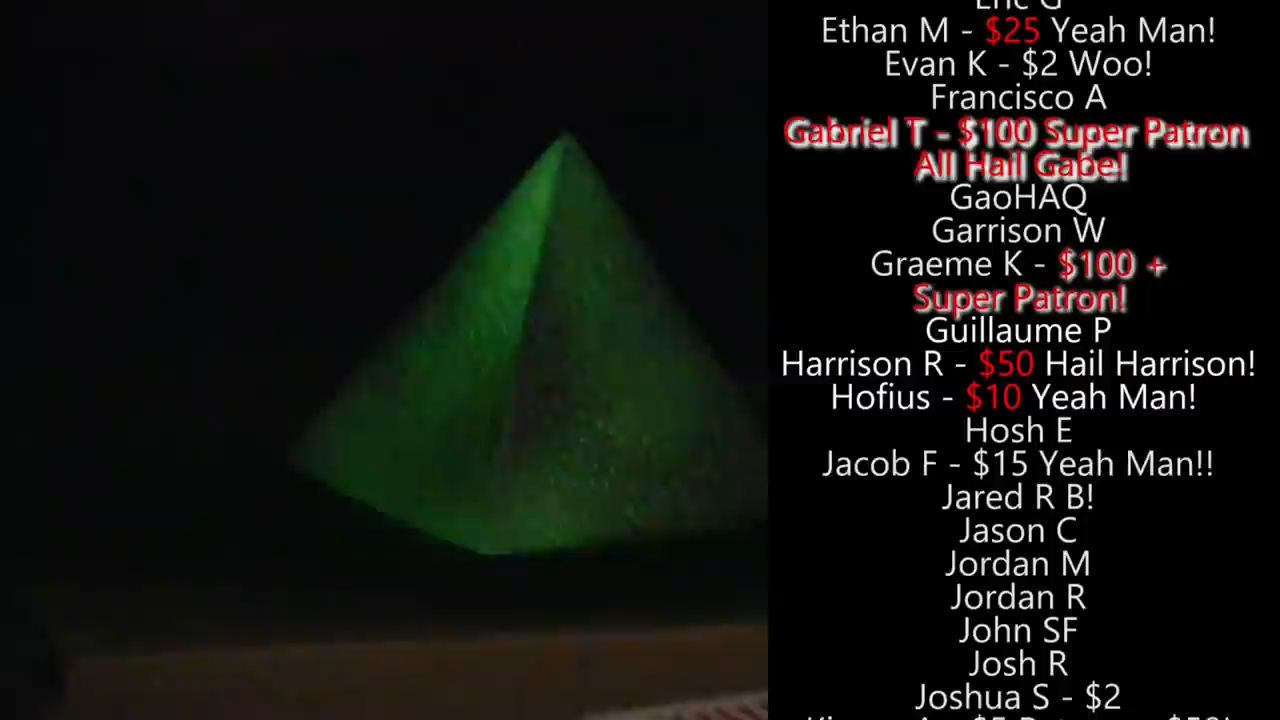 Eric G
Ethan M - $25 Yeah Man!
Evan K - $2 Woo!
Francisco A
Gabriel T - $100 Super Patron
All Hail Gabe!
GaoHAQ
Garrison W
Graeme K - $100 +
Super Patron!
Guillaume P
Harrison R - $50 Hail Harrison!
Hofius - $10 Yeah Man!
Hosh E
Jacob F - $15 Yeah Man!!
Jared R B!
Jason C
Jordan M
Jordan R
John SF
Josh R
Joshua S - $2